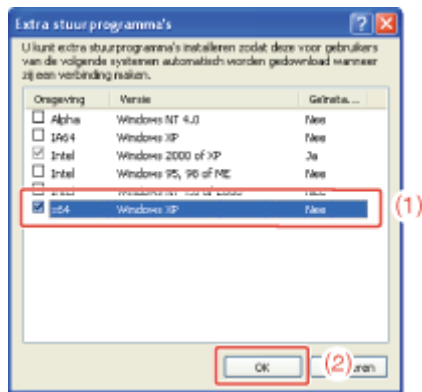 Extra stuurprogramma's
U kunt extra stuurprogramma's installeren zodat deze voor gebruikers
van de volgende systemen automatisch worden gedownload wanneer
zij een verbinding maken.
Omgeving Versie Geïnsta...
Alpha Windows NT 4.0 Nee
IA64 Windows XP Nee
Intel Windows 2000 of XP Ja
Intel Windows 95, 98 of ME Nee
x64 Windows XP Nee
(1)
OK
(2)
uren